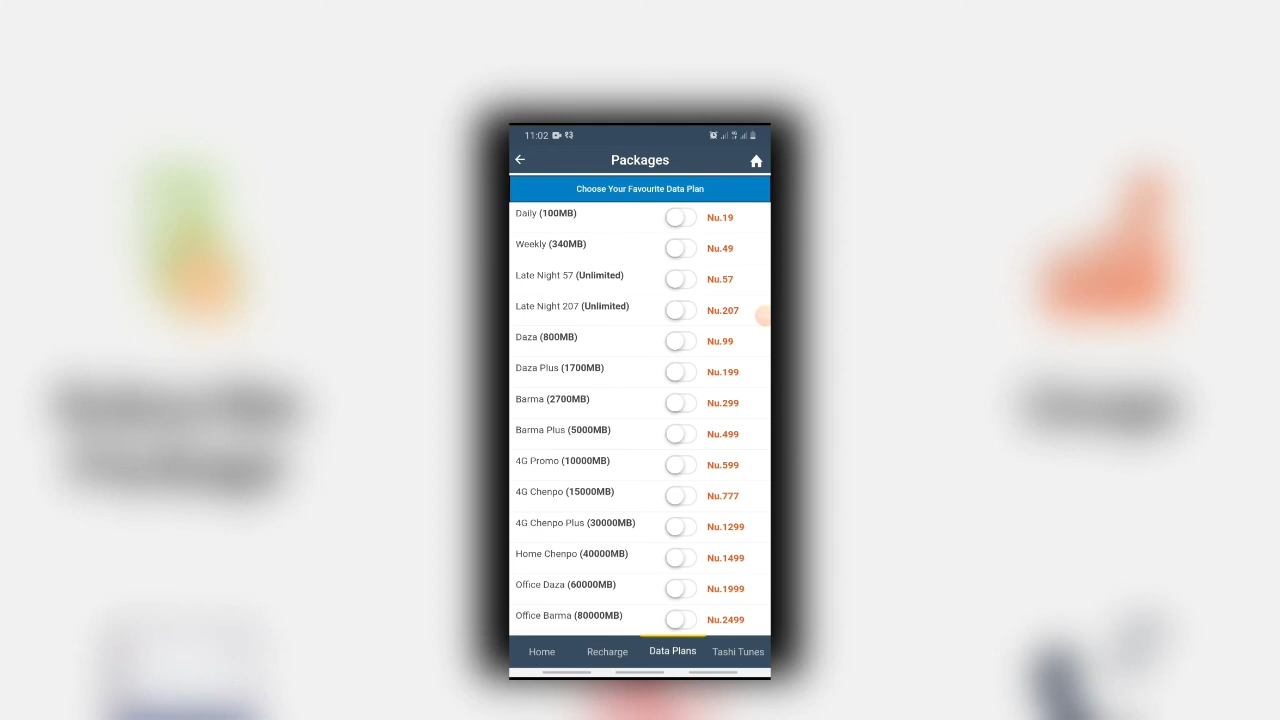 11:02 १३
Packages
Choose Your Favourite Data Plan
Daily (100MB) Nu.19
Weekly (340MB) Nu.49
Late Night 57 (Unlimited) Nu.57
Late Night 207 (Unlimited) Nu.207
Daza (800MB) Nu.99
Daza Plus (1700MB) Nu.199
Barma (2700MB) Nu.299
Barma Plus (5000MB) Nu.499
4G Promo (10000MB) Nu.599
4G Chenpo (15000MB) Nu.777
4G Chenpo Plus (30000MB) Nu.1299
Home Chenpo (40000MB) Nu.1499
Office Daza (60000MB) Nu.1999
Office Barma (80000MB) Nu.2499
Home Recharge Data Plans Tashi Tunes